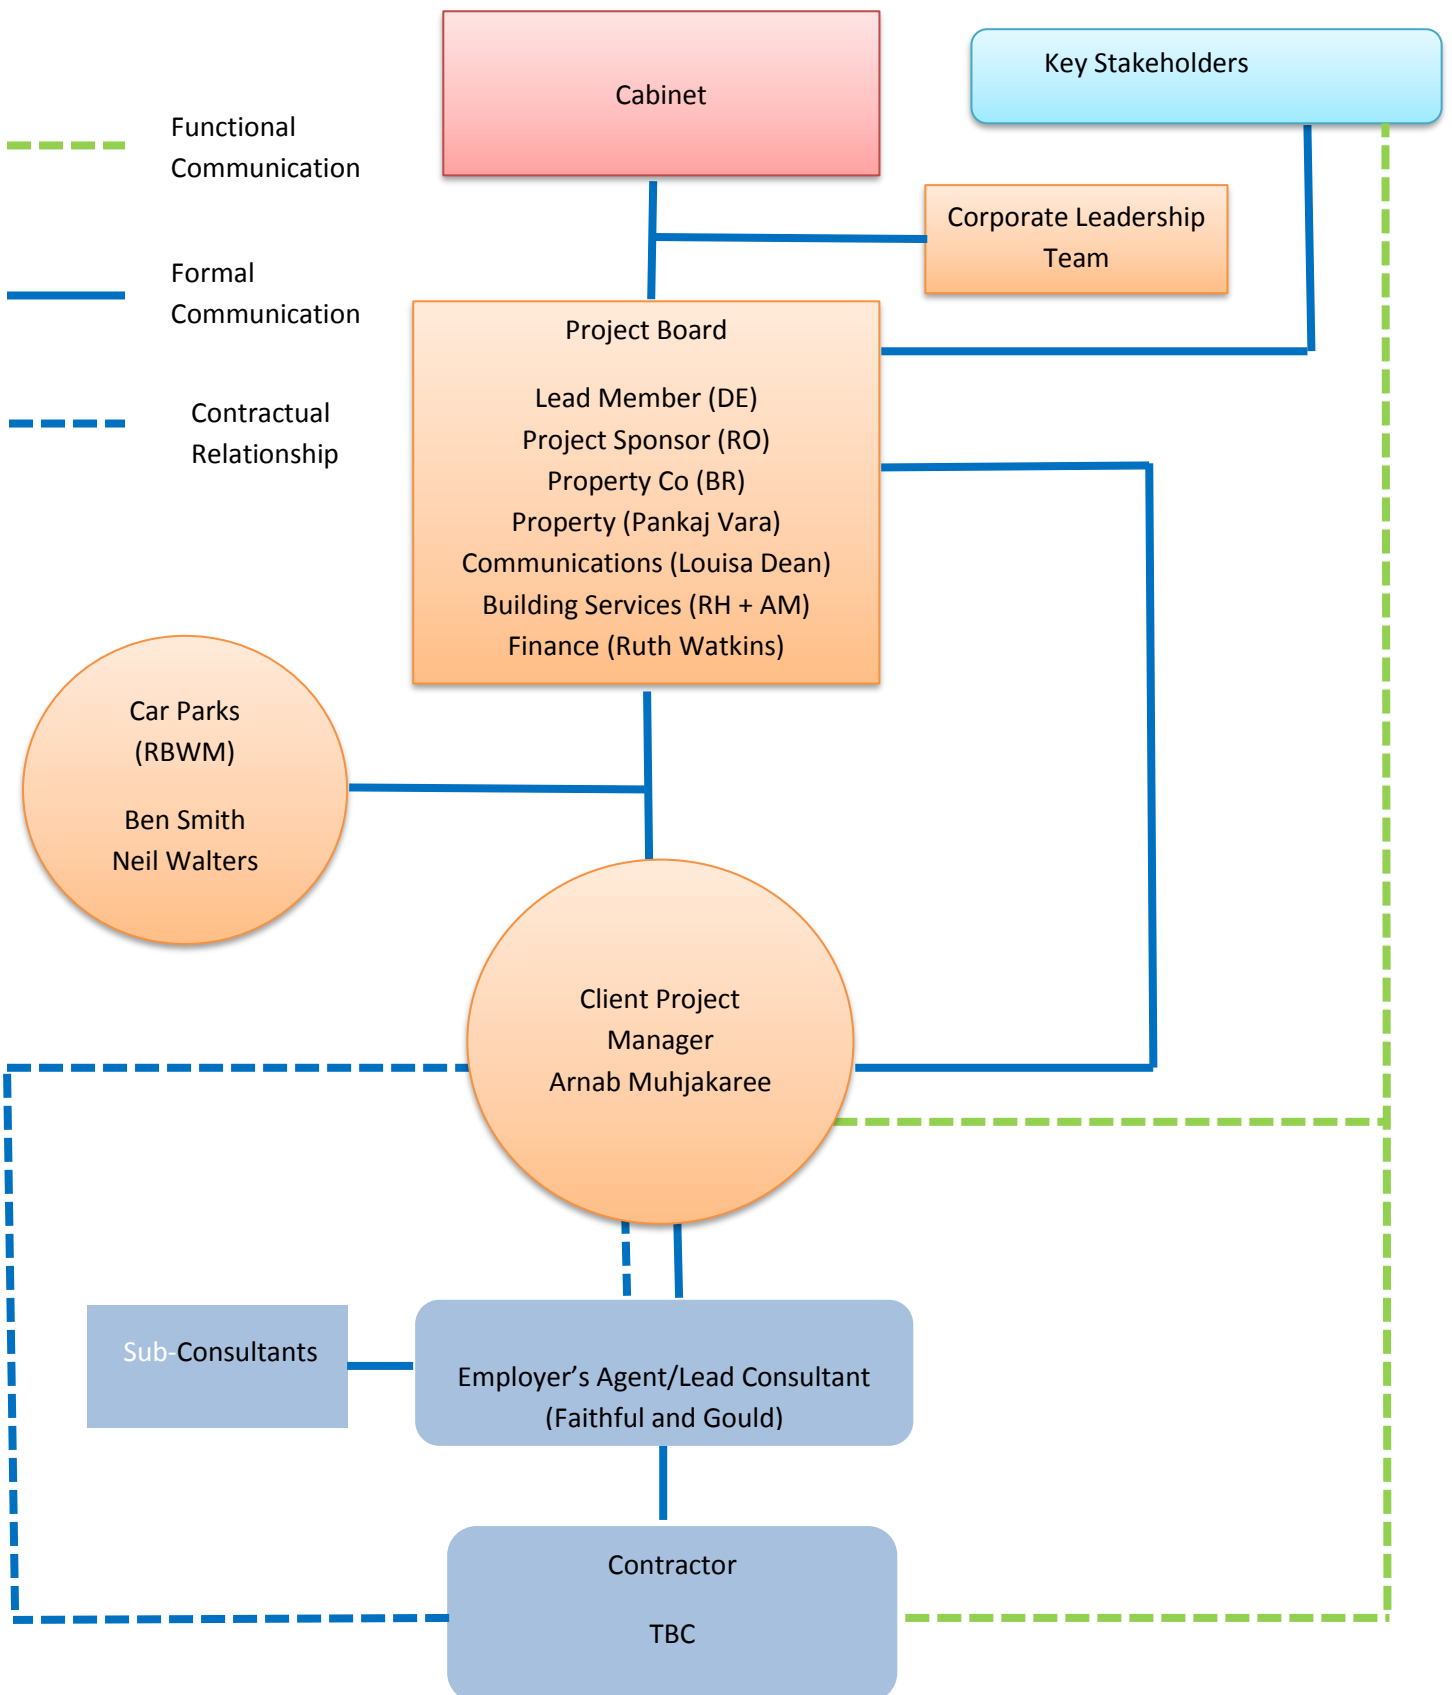 Cabinet
Key Stakeholders
Functional
Communication
Corporate Leadership
Team
Formal
Communication
Project Board
Lead Member (DE)
Project Sponsor (RO)
Property Co (BR)
Property (Pankaj Vara)
Communications (Louisa Dean)
Building Services (RH + AM)
Finance (Ruth Watkins)
Contractual
Relationship
Car Parks
(RBWM)
Ben Smith
Neil Walters
Client Project
Manager
Arnab Muhjakaree
Sub-Consultants
Employer’s Agent/Lead Consultant
(Faithful and Gould)
Contractor
TBC